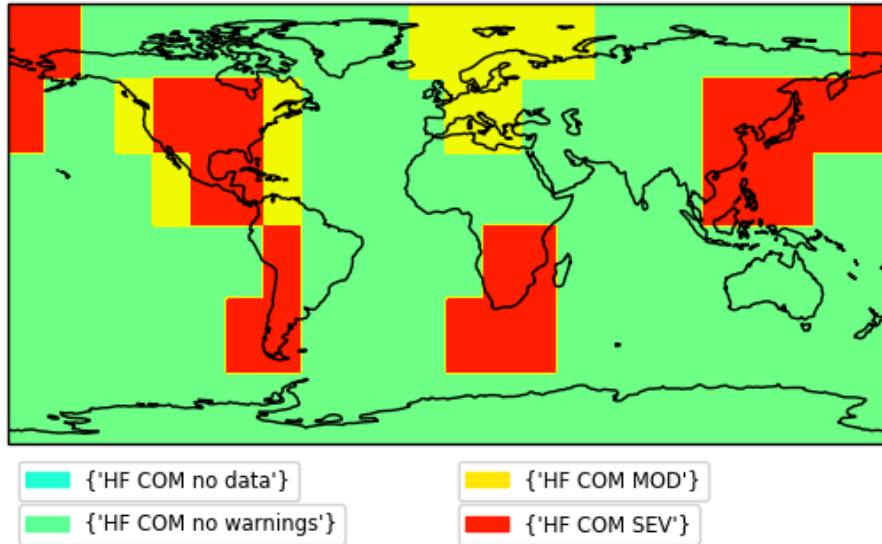 {'HF COM no data'}
{'HF COM MOD'}
{'HF COM no warnings'}
{'HF COM SEV'}